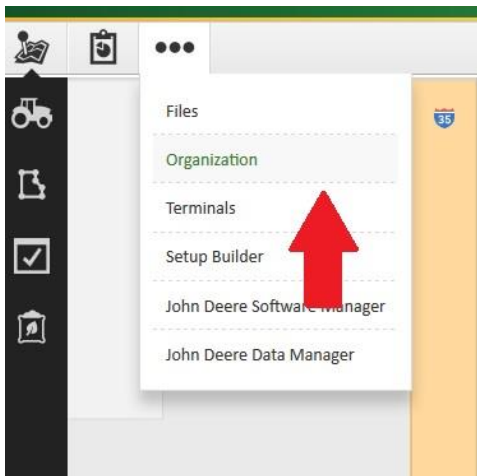 Files
Organization
35
Terminals
Setup Builder
John Deere Software Manager
John Deere Data Manager